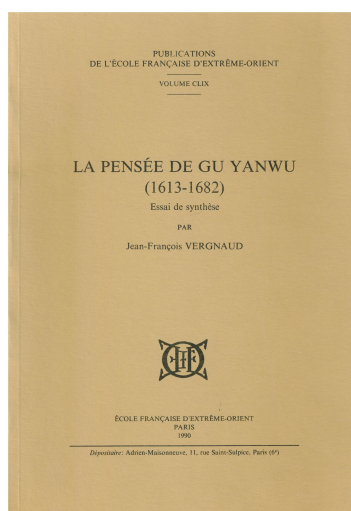 PUBLICATIONS
DE L'ÉCOLE FRANÇAISE D'EXTRÊME-ORIENT
VOLUME CLIX
LA PENSÉE DE GU YANWU
(1613-1682)
Essai de synthèse
PAR
Jean-François VERGNAUD
ÉCOLE FRANÇAISE D'EXTRÊME-ORIENT
PARIS
1990
Dépositaire: Adrien-Maisonneuve, 11, rue Saint-Sulpice, Paris (6e)